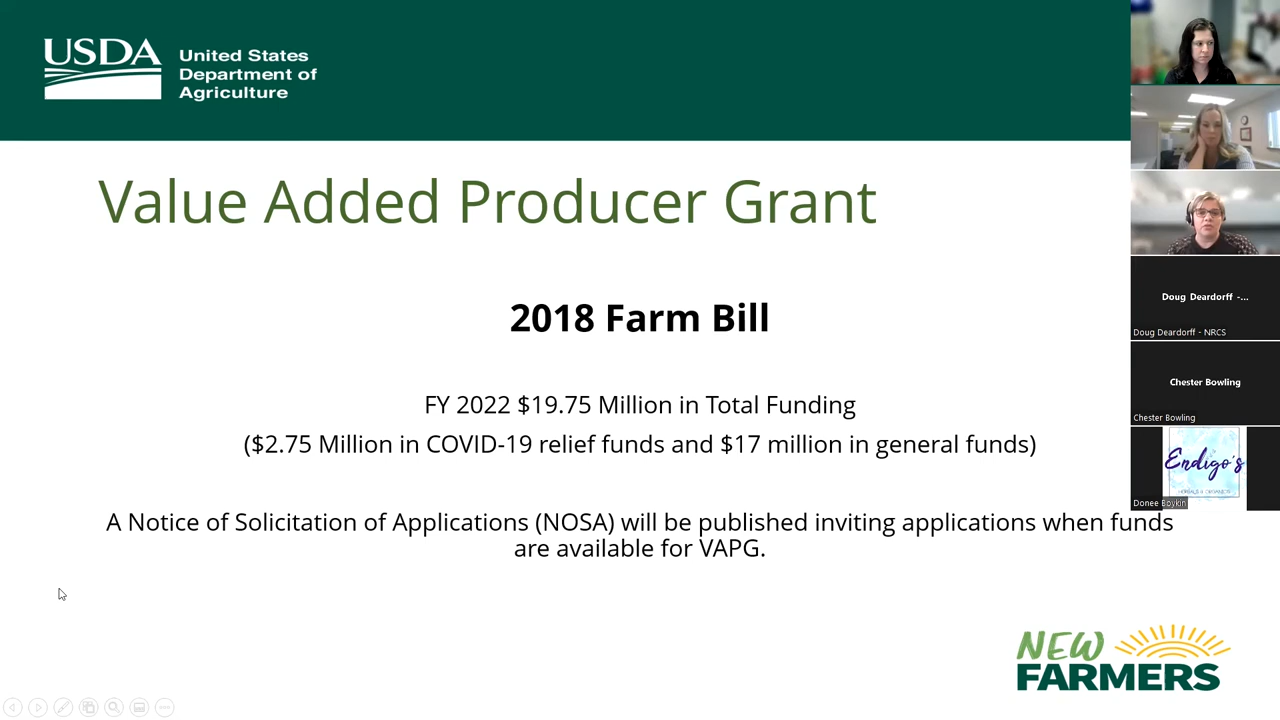 USDA
United States
Department of
Agriculture
Value Added Producer Grant
2018 Farm Bill
FY 2022 $19.75 Million in Total Funding
($2.75 Million in COVID-19 relief funds and $17 million in general funds)
A Notice of Solicitation of Applications (NOSA) will be published inviting applications when funds
are available for VAPG.
NEW
FARMERS
Doug Deardorff -...
Doug Deardorff - NRCS
Chester Bowling
Chester Bowling
Endigo's
Donee Boykin